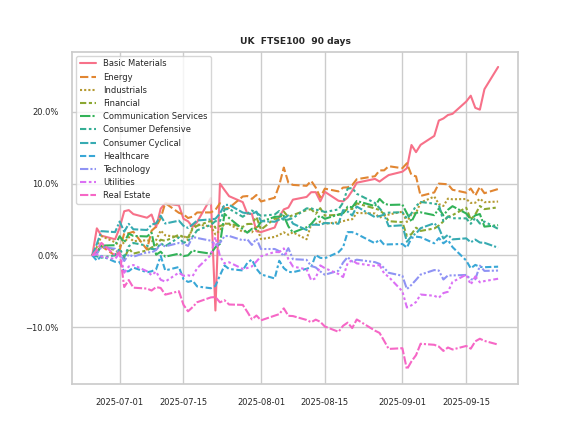 UK  FTSE100  90 days
Basic Materials
Energy
Industrials
Financial
Communication Services
Consumer Defensive
Consumer Cyclical
Healthcare
Technology
Utilities
Real Estate
20.0%
10.0%
0.0%
−10.0%
2025-07-01 2025-07-15 2025-08-01 2025-08-15 2025-09-01 2025-09-15